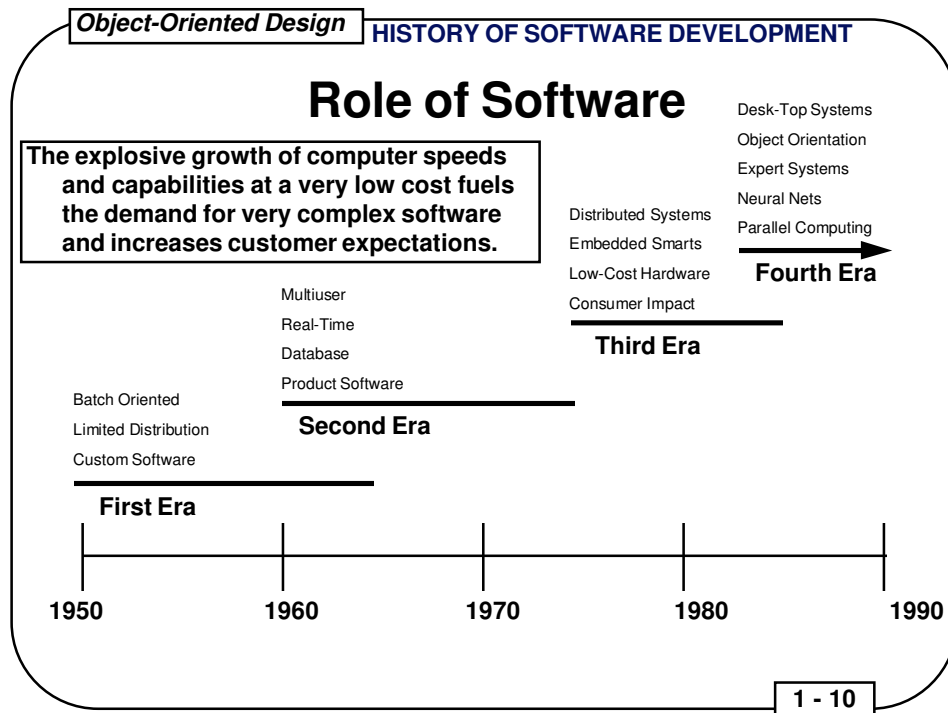 Object-Oriented Design
HISTORY OF SOFTWARE DEVELOPMENT
Role of Software
The explosive growth of computer speeds
and capabilities at a very low cost fuels
the demand for very complex software
and increases customer expectations.
Desk-Top Systems
Object Orientation
Expert Systems
Neural Nets
Parallel Computing
Fourth Era
Distributed Systems
Embedded Smarts
Low-Cost Hardware
Consumer Impact
Third Era
Multiuser
Real-Time
Database
Product Software
Second Era
Batch Oriented
Limited Distribution
Custom Software
First Era
1950
1960
1970
1980
1990
1 - 10